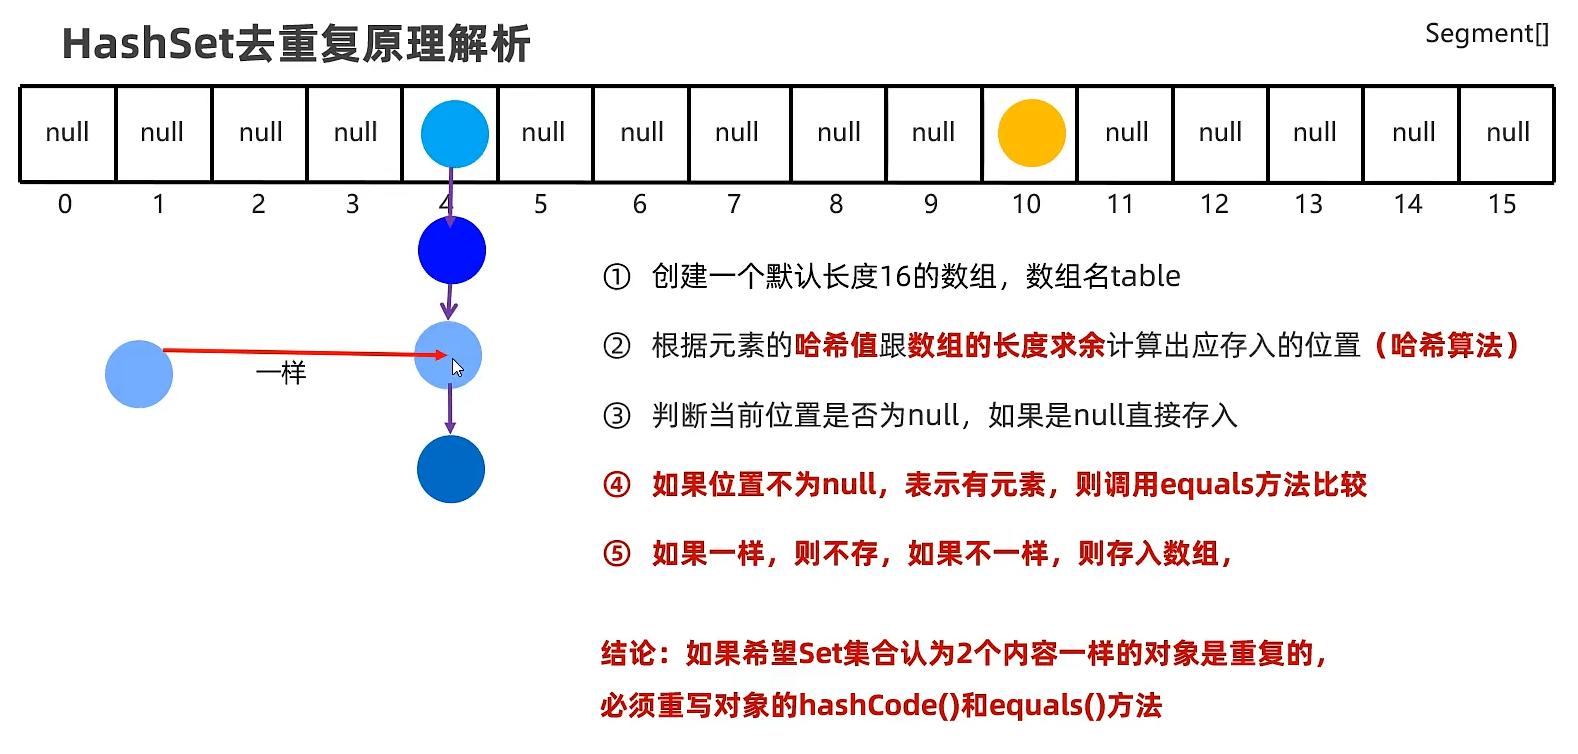 HashSet去重复原理解析
Segment[]
null null null null null null null null null null null null null null
0 1 2 3 4 5 6 7 8 9 10 11 12 13 14 15
① 创建一个默认长度16的数组，数组名table
② 根据元素的哈希值跟数组的长度求余计算出应存入的位置（哈希算法）
一样
③ 判断当前位置是否为null，如果是null直接存入
④ 如果位置不为null，表示有元素，则调用equals方法比较
⑤ 如果一样，则不存，如果不一样，则存入数组，
结论：如果希望Set集合认为2个内容一样的对象是重复的，
必须重写对象的hashCode()和equals()方法